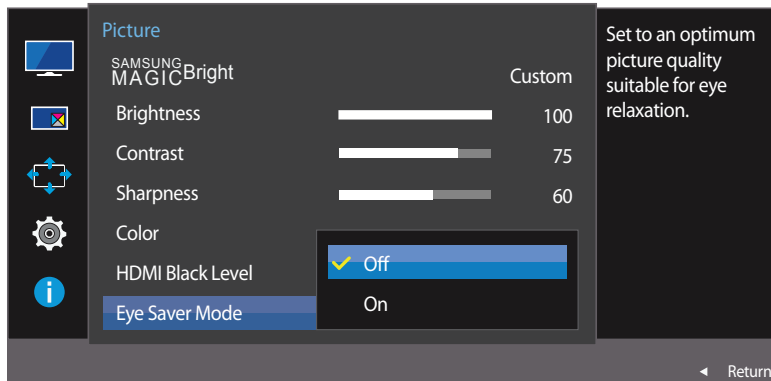 Picture
SAMSUNG
MAGICBright Custom
Brightness 100
Contrast 75
Sharpness 60
Color
HDMI Black Level
Eye Saver Mode
Off
On
Set to an optimum
picture quality
suitable for eye
relaxation.
Return